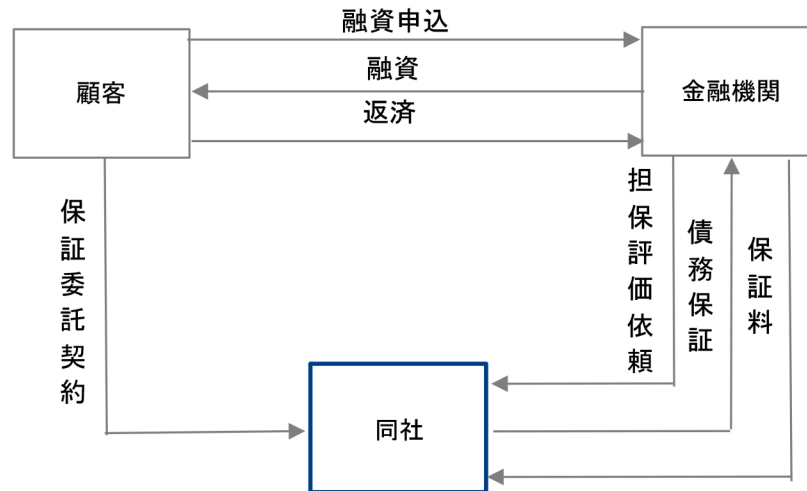 融資申込
顧客
融資
金融機関
返済
保証委託契約
担保評価依頼
債務保証
保証料
同社